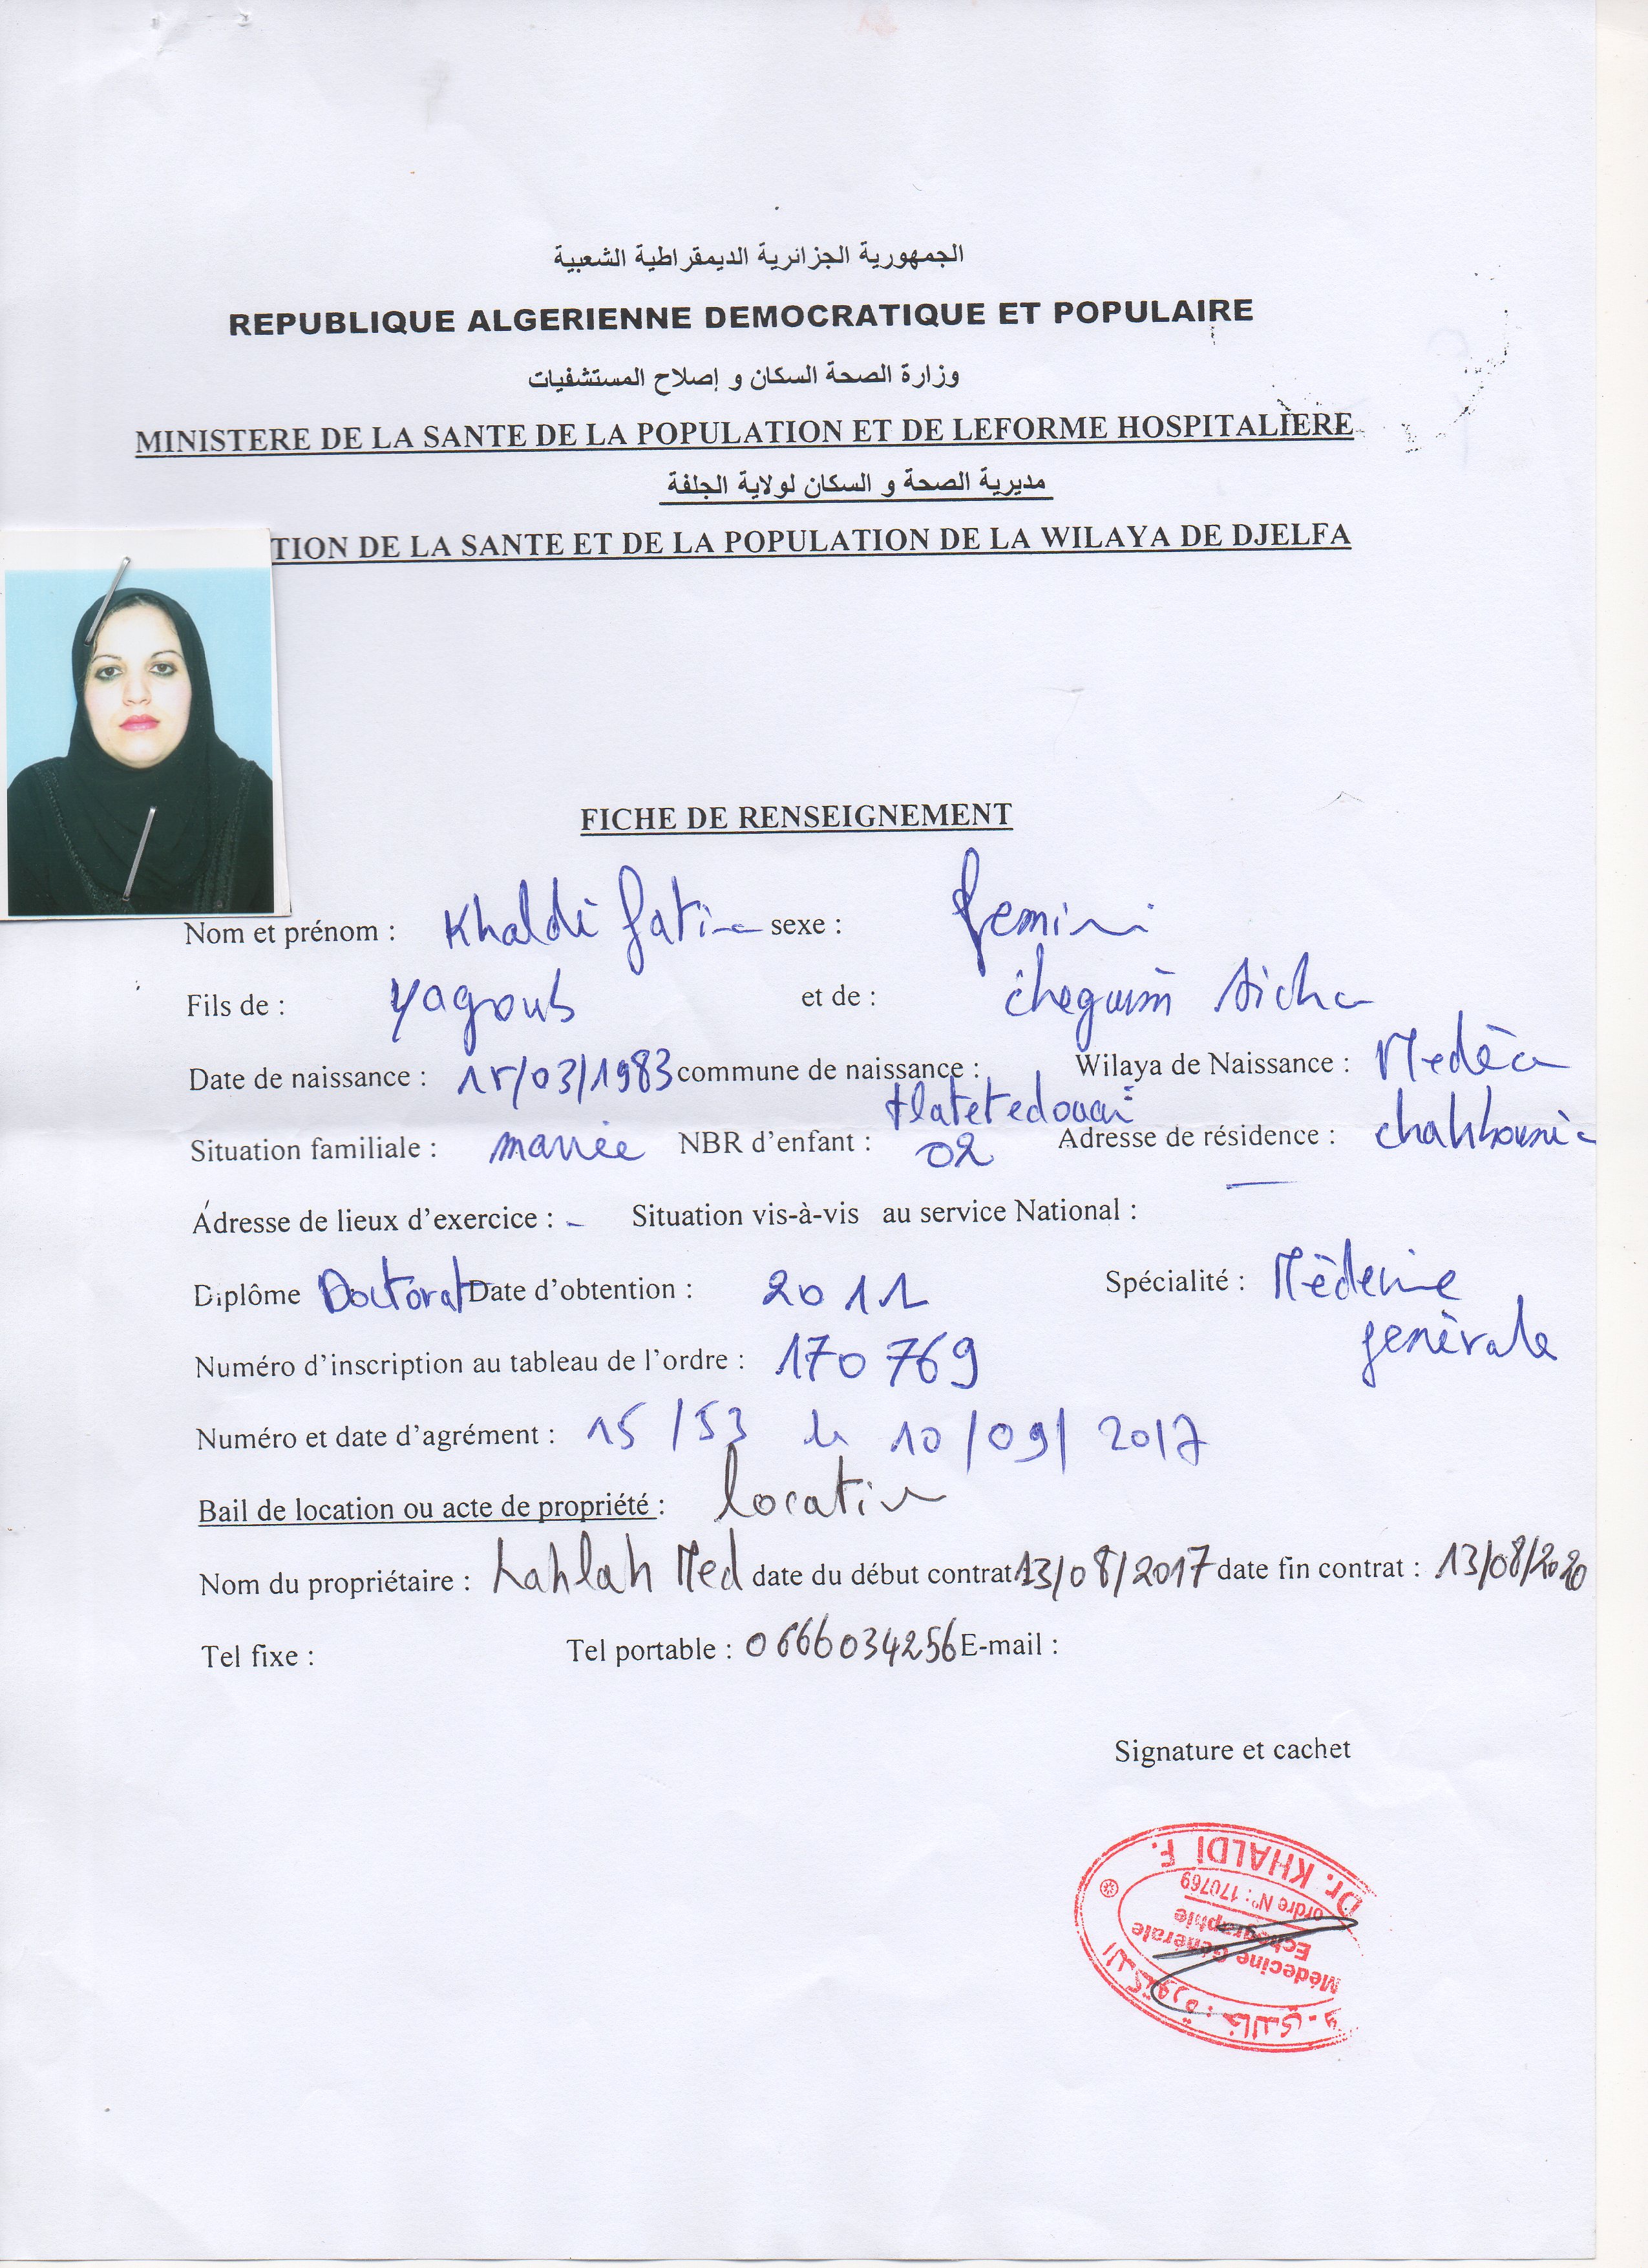 الجمهورية الجزائرية الديمقراطية الشعبية
REPUBLIQUE ALGERIENNE DEMOCRATIQUE ET POPULAIRE
وزارة الصحة السكان و إصلاح المستشفيات
MINISTERE DE LA SANTE DE LA POPULATION ET DE LEFORME HOSPITALIERE
مديرية الصحة و السكان لولاية الجلفة
TION DE LA SANTE ET DE LA POPULATION DE LA WILAYA DE DJELFA
FICHE DE RENSEIGNEMENT
Nom et prénom : Khaldi sexe : femini
Fils de : Yagoub et de : Aicha
Date de naissance : 15/03/1983 commune de naissance : Wilaya de Naissance : Medèa
Situation familiale : mariée NBR d'enfant : 02 Adresse de résidence :
Adresse de lieux d'exercice : - Situation vis-à-vis au service National : —
Diplôme Doctorat Date d'obtention : 2011 Spécialité : Mèdecine
gènèrale
Numéro d'inscription au tableau de l'ordre : 170769
Numéro et date d'agrément : 15/53 le 10/09/2017
Bail de location ou acte de propriété : location
Nom du propriétaire : Lahlah Med date du début contrat 13/08/2017 date fin contrat : 13/08/2020
Tel fixe : Tel portable : 0666034256 E-mail :
Signature et cachet
Dr. KHALDI F.
ordre N° : 170769
Echographie
Médecine Générale
الدكتورة : خالدي . ف